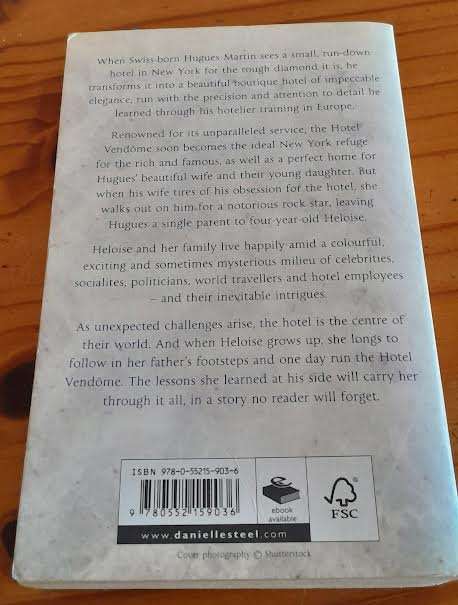 When Swiss-born Hugues Martin sees a small, run-down
hotel in New York for the rough diamond it is, he
transforms it into a beautiful boutique hotel of impeccable
elegance, run with the precision and attention to detail he
learned through his hotelier training in Europe.
Renowned for its unparalleled service, the Hotel
Vendôme soon becomes the ideal New York refuge
for the rich and famous, as well as a perfect home for
Hugues' beautiful wife and their young daughter. But
when his wife tires of his obsession for the hotel, she
walks out on him for a notorious rock star, leaving
Hugues a single parent to four-year-old Heloise.
Heloise and her family live happily amid a colourful,
exciting and sometimes mysterious milieu of celebrities,
socialites, politicians, world travellers and hotel employees
– and their inevitable intrigues.
As unexpected challenges arise, the hotel is the centre of
their world. And when Heloise grows up, she longs to
follow in her father's footsteps and one day run the Hotel
Vendôme. The lessons she learned at his side will carry her
through it all, in a story no reader will forget.
ISBN 978-0-55215-903-6
9 780552 159036
e
ebook
available
FSC
www.daniellesteel.com
Cover photography © Shutterstock